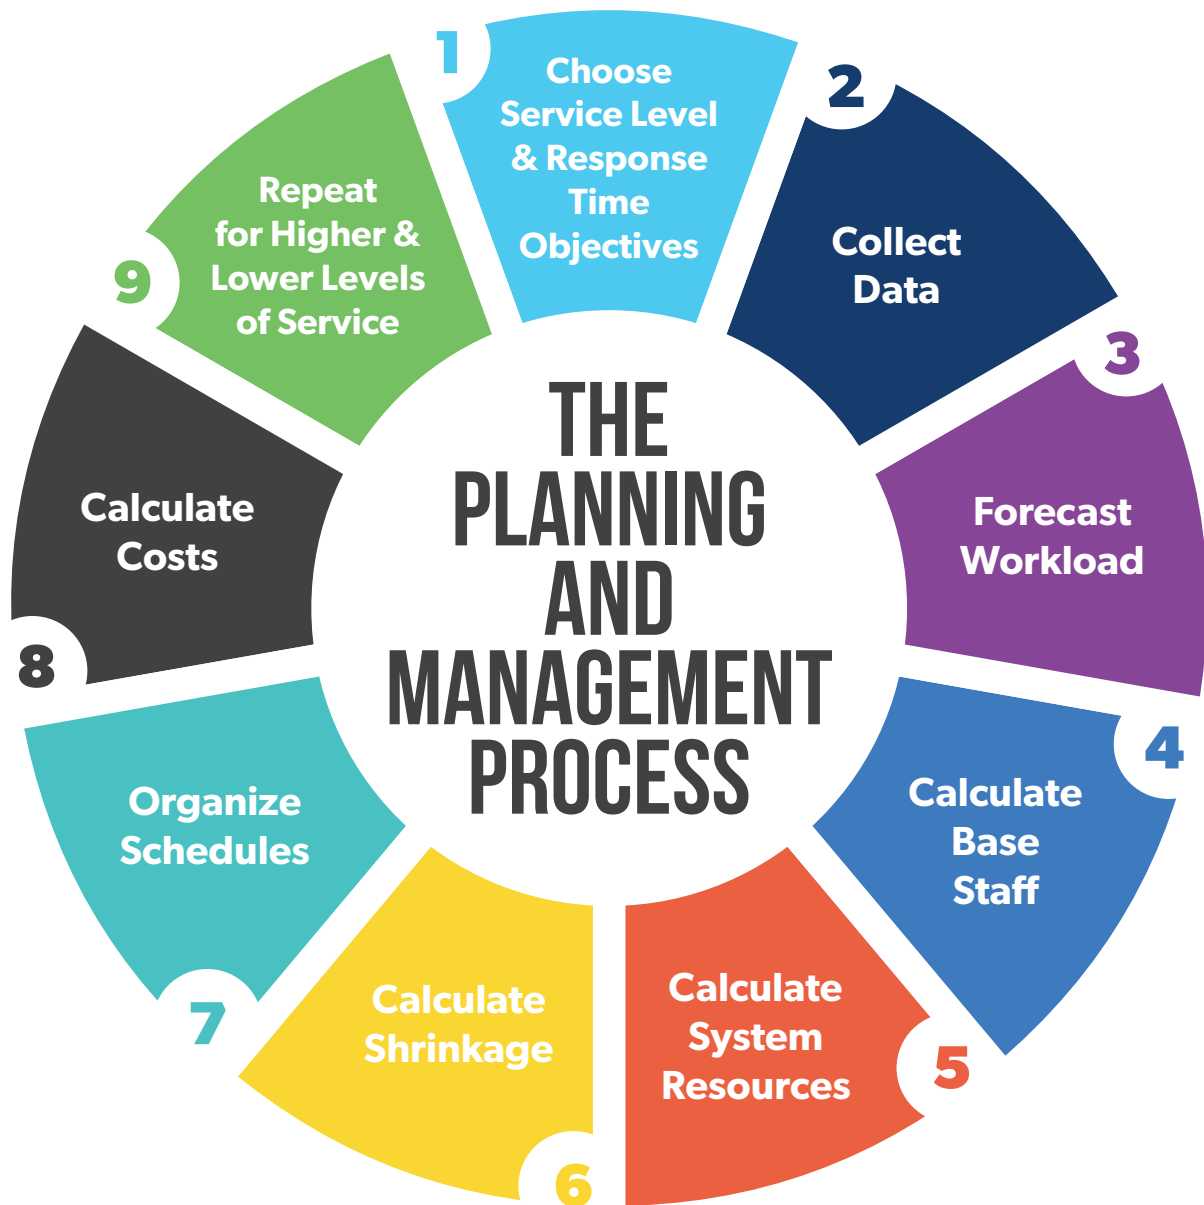 THE
PLANNING
AND
MANAGEMENT
PROCESS
1
Choose
Service Level
& Response
Time
Objectives
2
Collect
Data
3
Forecast
Workload
4
Calculate
Base
Staff
5
Calculate
System
Resources
6
Calculate
Shrinkage
7
Organize
Schedules
8
Calculate
Costs
9
Repeat
for Higher &
Lower Levels
of Service